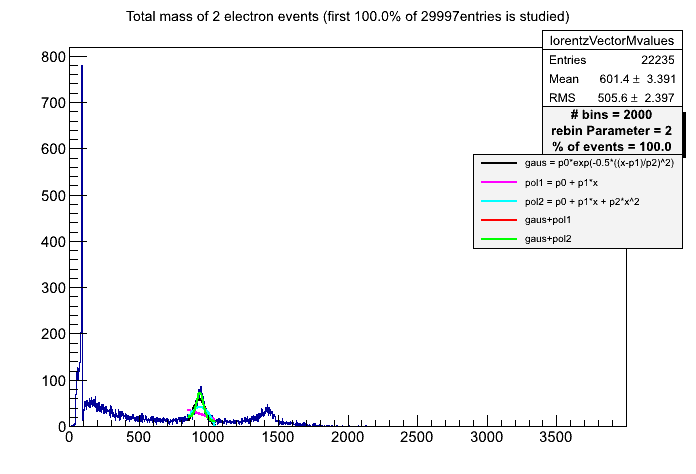 Total mass of 2 electron events (first 100.0% of 29997entries is studied)
lorentzVectorMvalues
Entries 22235
Mean 601.4 ± 3.391
RMS 505.6 ± 2.397
# bins = 2000
rebin Parameter = 2
% of events = 100.0
gaus = p0*exp(-0.5*((x-p1)/p2)^2)
pol1 = p0 + p1*x
pol2 = p0 + p1*x + p2*x^2
gaus+pol1
gaus+pol2
800
700
600
500
400
300
200
100
0
0 500 1000 1500 2000 2500 3000 3500